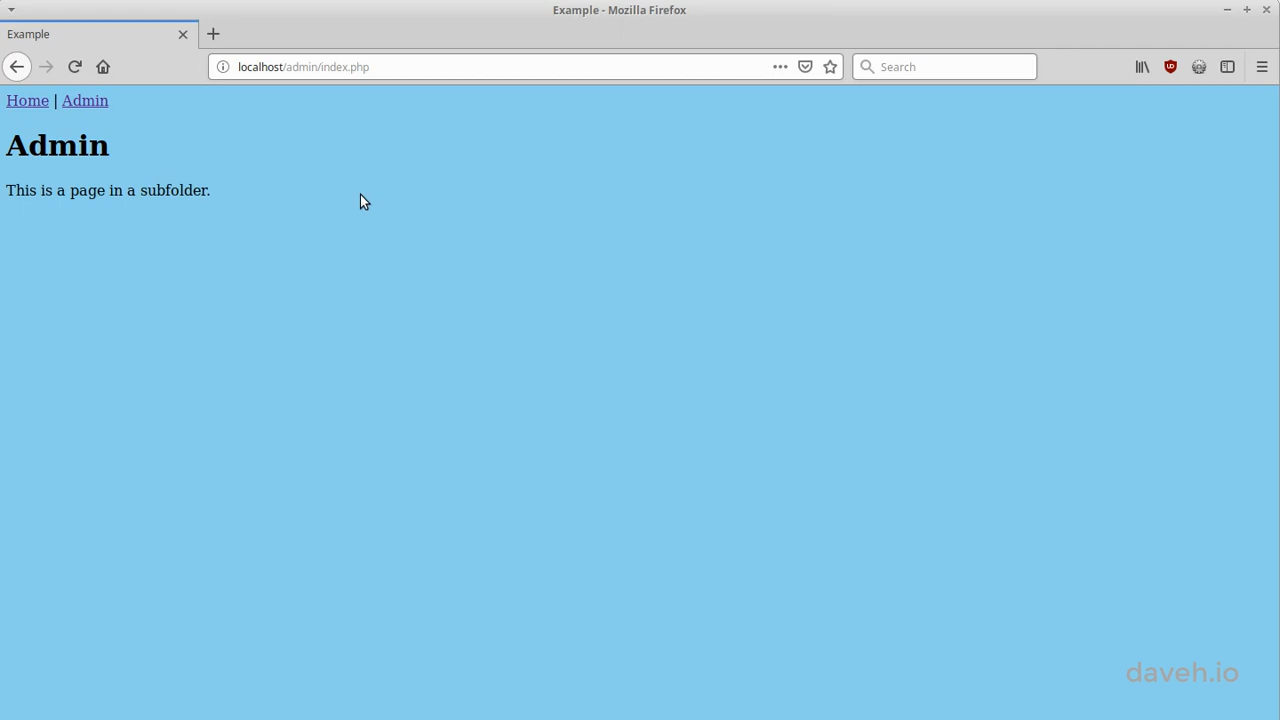 Example - Mozilla Firefox
Example
localhost/admin/index.php
Search
Home | Admin
Admin
This is a page in a subfolder.
daveh.io